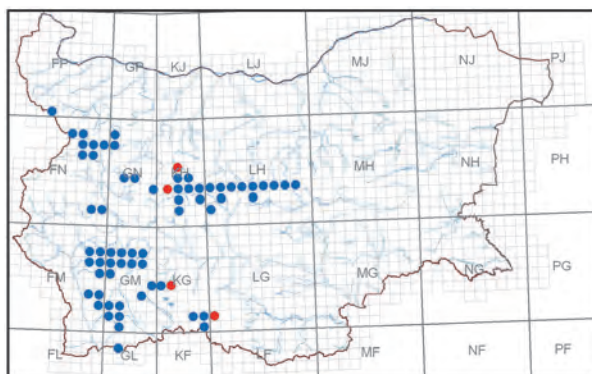 FP GP KJ LJ MJ NJ PJ
FN GN LH MH NH PH
FM GM KG LG MG NG PG
FL GL KF LF MF NF PF